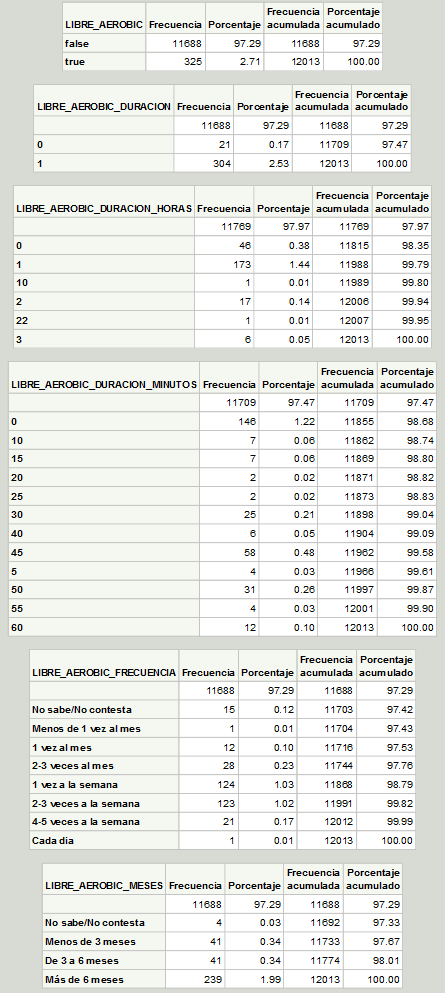 LIBRE_AEROBIC Frecuencia Porcentaje Frecuencia acumulada Porcentaje acumulado
false 11688 97.29 11688 97.29
true 325 2.71 12013 100.00
LIBRE_AEROBIC_DURACION Frecuencia Porcentaje Frecuencia acumulada Porcentaje acumulado
11688 97.29 11688 97.29
0 21 0.17 11709 97.47
1 304 2.53 12013 100.00
LIBRE_AEROBIC_DURACION_HORAS Frecuencia Porcentaje Frecuencia acumulada Porcentaje acumulado
11769 97.97 11769 97.97
0 46 0.38 11815 98.35
1 173 1.44 11988 99.79
10 1 0.01 11989 99.80
2 17 0.14 12006 99.94
22 1 0.01 12007 99.95
3 6 0.05 12013 100.00
LIBRE_AEROBIC_DURACION_MINUTOS Frecuencia Porcentaje Frecuencia acumulada Porcentaje acumulado
11709 97.47 11709 97.47
0 146 1.22 11855 98.68
10 7 0.06 11862 98.74
15 7 0.06 11869 98.80
20 2 0.02 11871 98.82
25 2 0.02 11873 98.83
30 25 0.21 11898 99.04
40 6 0.05 11904 99.09
45 58 0.48 11962 99.58
5 4 0.03 11966 99.61
50 31 0.26 11997 99.87
55 4 0.03 12001 99.90
60 12 0.10 12013 100.00
LIBRE_AEROBIC_FRECUENCIA Frecuencia Porcentaje Frecuencia acumulada Porcentaje acumulado
11688 97.29 11688 97.29
No sabe/No contesta 15 0.12 11703 97.42
Menos de 1 vez al mes 1 0.01 11704 97.43
1 vez al mes 12 0.10 11716 97.53
2-3 veces al mes 28 0.23 11744 97.76
1 vez a la semana 124 1.03 11868 98.79
2-3 veces a la semana 123 1.02 11991 99.82
4-5 veces a la semana 21 0.17 12012 99.99
Cada dia 1 0.01 12013 100.00
LIBRE_AEROBIC_MESES Frecuencia Porcentaje Frecuencia acumulada Porcentaje acumulado
11688 97.29 11688 97.29
No sabe/No contesta 4 0.03 11692 97.33
Menos de 3 meses 41 0.34 11733 97.67
De 3 a 6 meses 41 0.34 11774 98.01
Más de 6 meses 239 1.99 12013 100.00